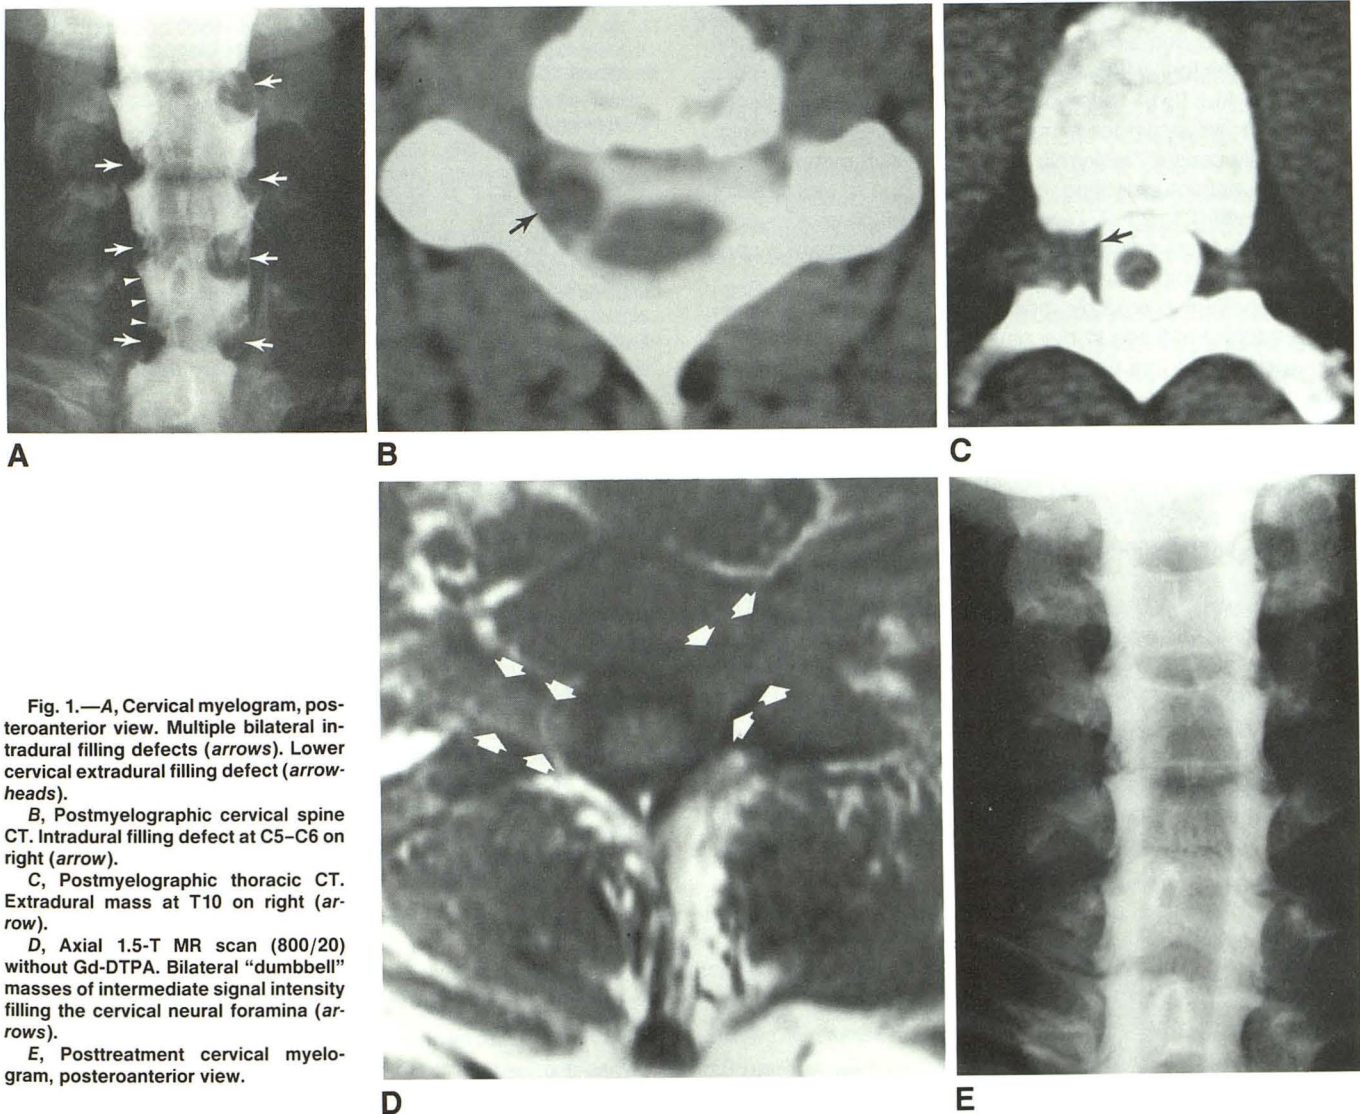 A
B
C
Fig. 1.—A, Cervical myelogram, pos-
teroanterior view. Multiple bilateral in-
tradural filling defects (arrows). Lower
cervical extradural filling defect (arrow-
heads).
B, Postmyelographic cervical spine
CT. Intradural filling defect at C5–C6 on
right (arrow).
C, Postmyelographic thoracic CT.
Extradural mass at T10 on right (ar-
row).
D, Axial 1.5-T MR scan (800/20)
without Gd-DTPA. Bilateral “dumbbell”
masses of intermediate signal intensity
filling the cervical neural foramina (ar-
rows).
E, Posttreatment cervical myelo-
gram, posteroanterior view.
D
E